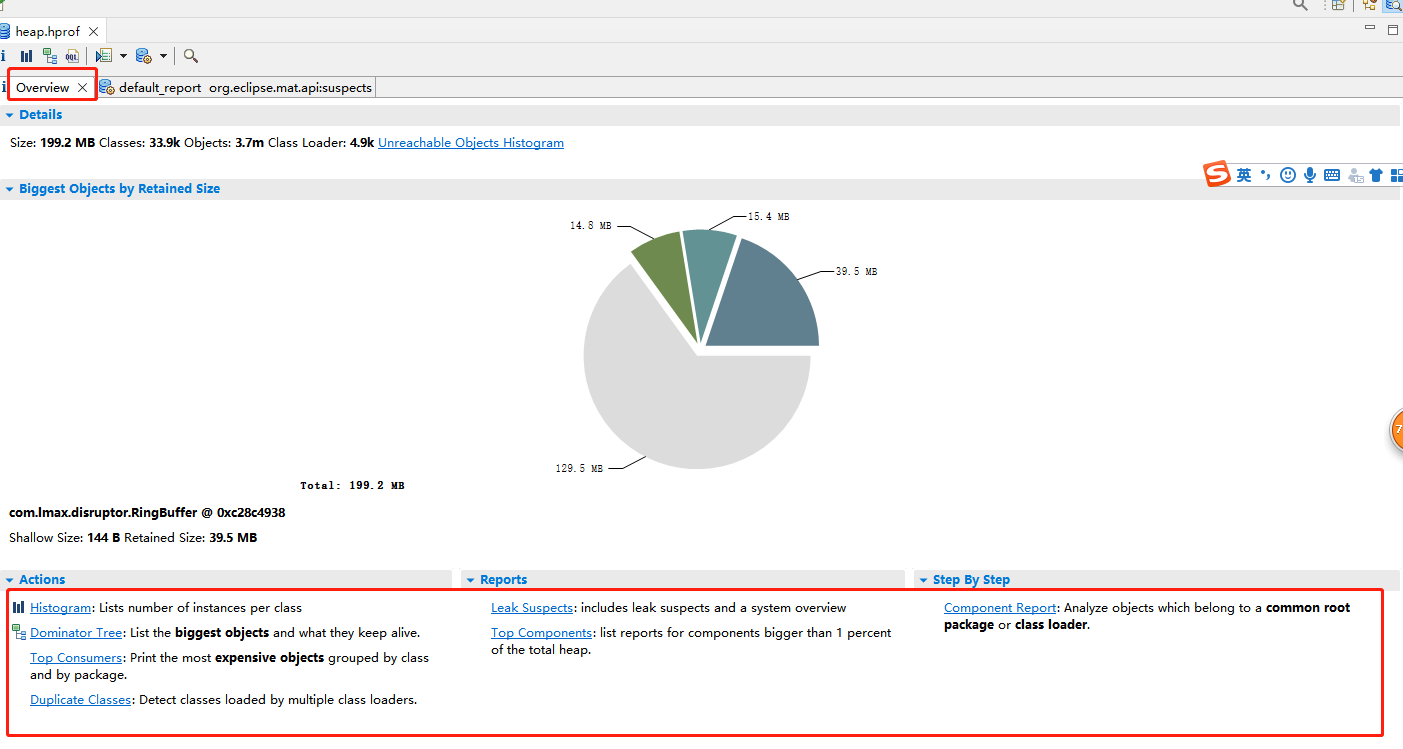 heap.hprof
Overview default_report org.eclipse.mat.api:suspects
Details
Size: 199.2 MB Classes: 33.9k Objects: 3.7m Class Loader: 4.9k Unreachable Objects Histogram
Biggest Objects by Retained Size
英
15.4 MB
14.8 MB
39.5 MB
7
129.5 MB
Total: 199.2 MB
com.lmax.disruptor.RingBuffer @ 0xc28c4938
Shallow Size: 144 B Retained Size: 39.5 MB
Actions
Histogram: Lists number of instances per class
Dominator Tree: List the biggest objects and what they keep alive.
Top Consumers: Print the most expensive objects grouped by class
and by package.
Duplicate Classes: Detect classes loaded by multiple class loaders.
Reports
Leak Suspects: includes leak suspects and a system overview
Top Components: list reports for components bigger than 1 percent
of the total heap.
Step By Step
Component Report: Analyze objects which belong to a common root
package or class loader.